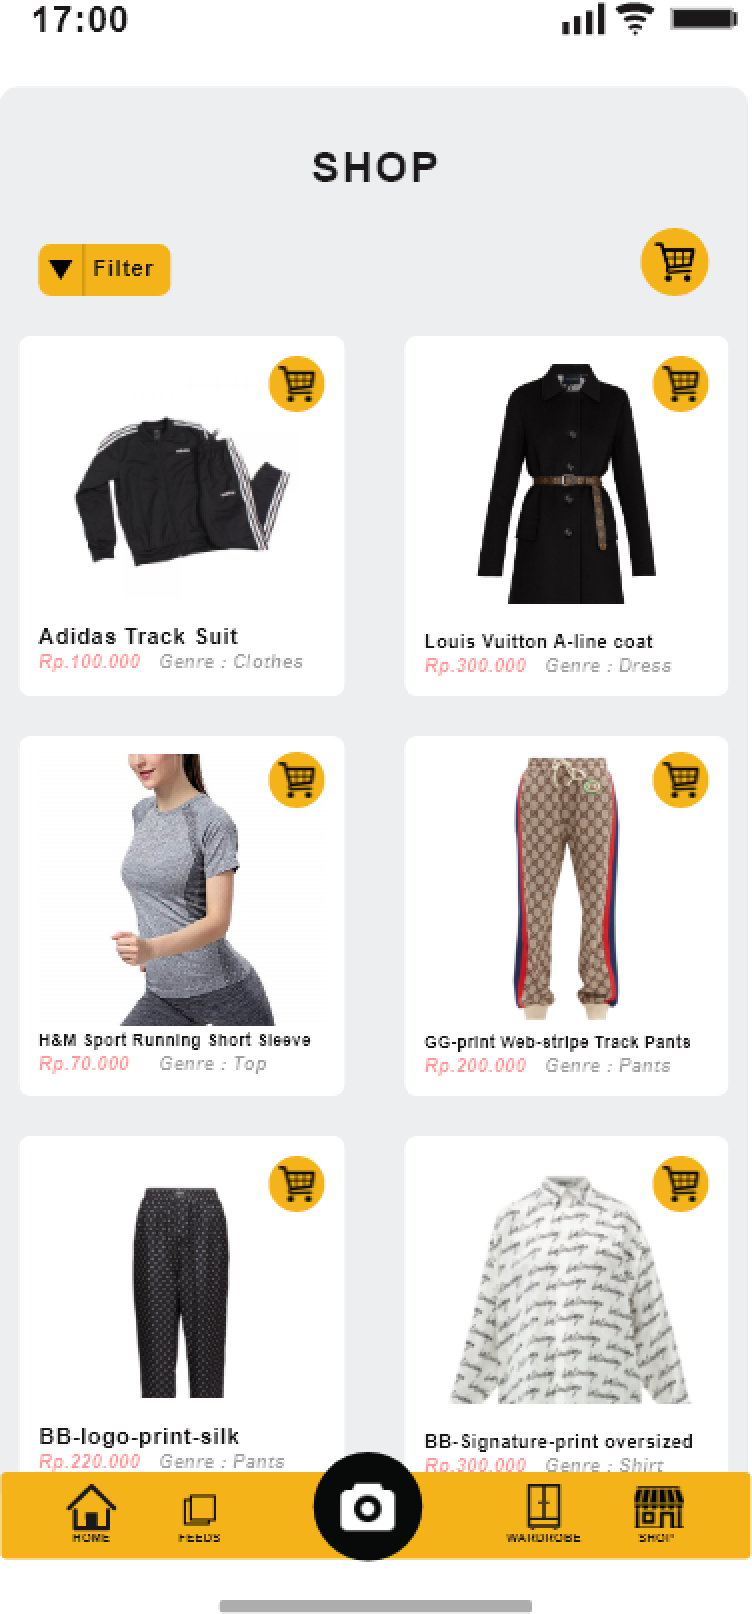 17:00
SHOP
Filter
Adidas Track Suit
Rp.100.000 Genre : Clothes
Louis Vuitton A-line coat
Rp.300.000 Genre : Dress
H&M Sport Running Short Sleeve
Rp.70.000 Genre : Top
GG-print Web-stripe Track Pants
Rp.200.000 Genre : Pants
BB-logo-print-silk
Rp.220.000 Genre : Pants
BB-Signature-print oversized
Rp.300.000 Genre : Shirt
HOME
FEEDS
WARDROBE
SHOP